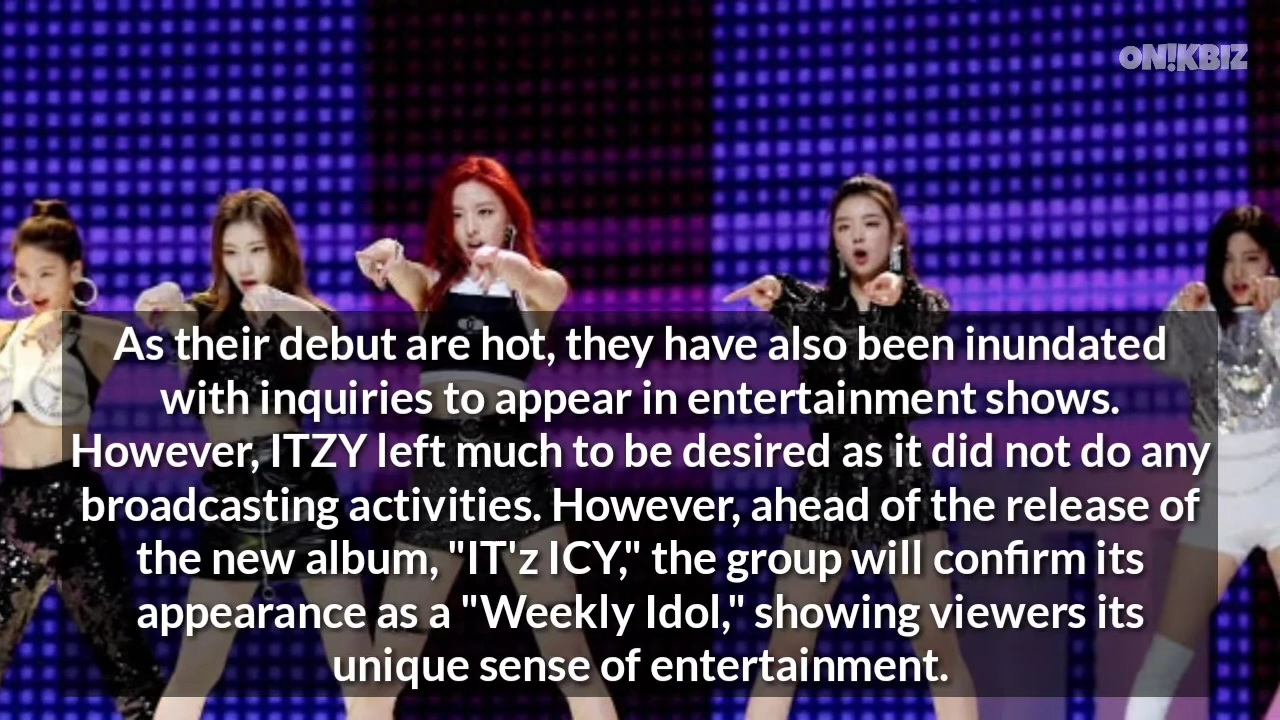 ON!KBIZ
As their debut are hot, they have also been inundated
with inquiries to appear in entertainment shows.
However, ITZY left much to be desired as it did not do any
broadcasting activities. However, ahead of the release of
the new album, "IT'z ICY," the group will confirm its
appearance as a "Weekly Idol," showing viewers its
unique sense of entertainment.